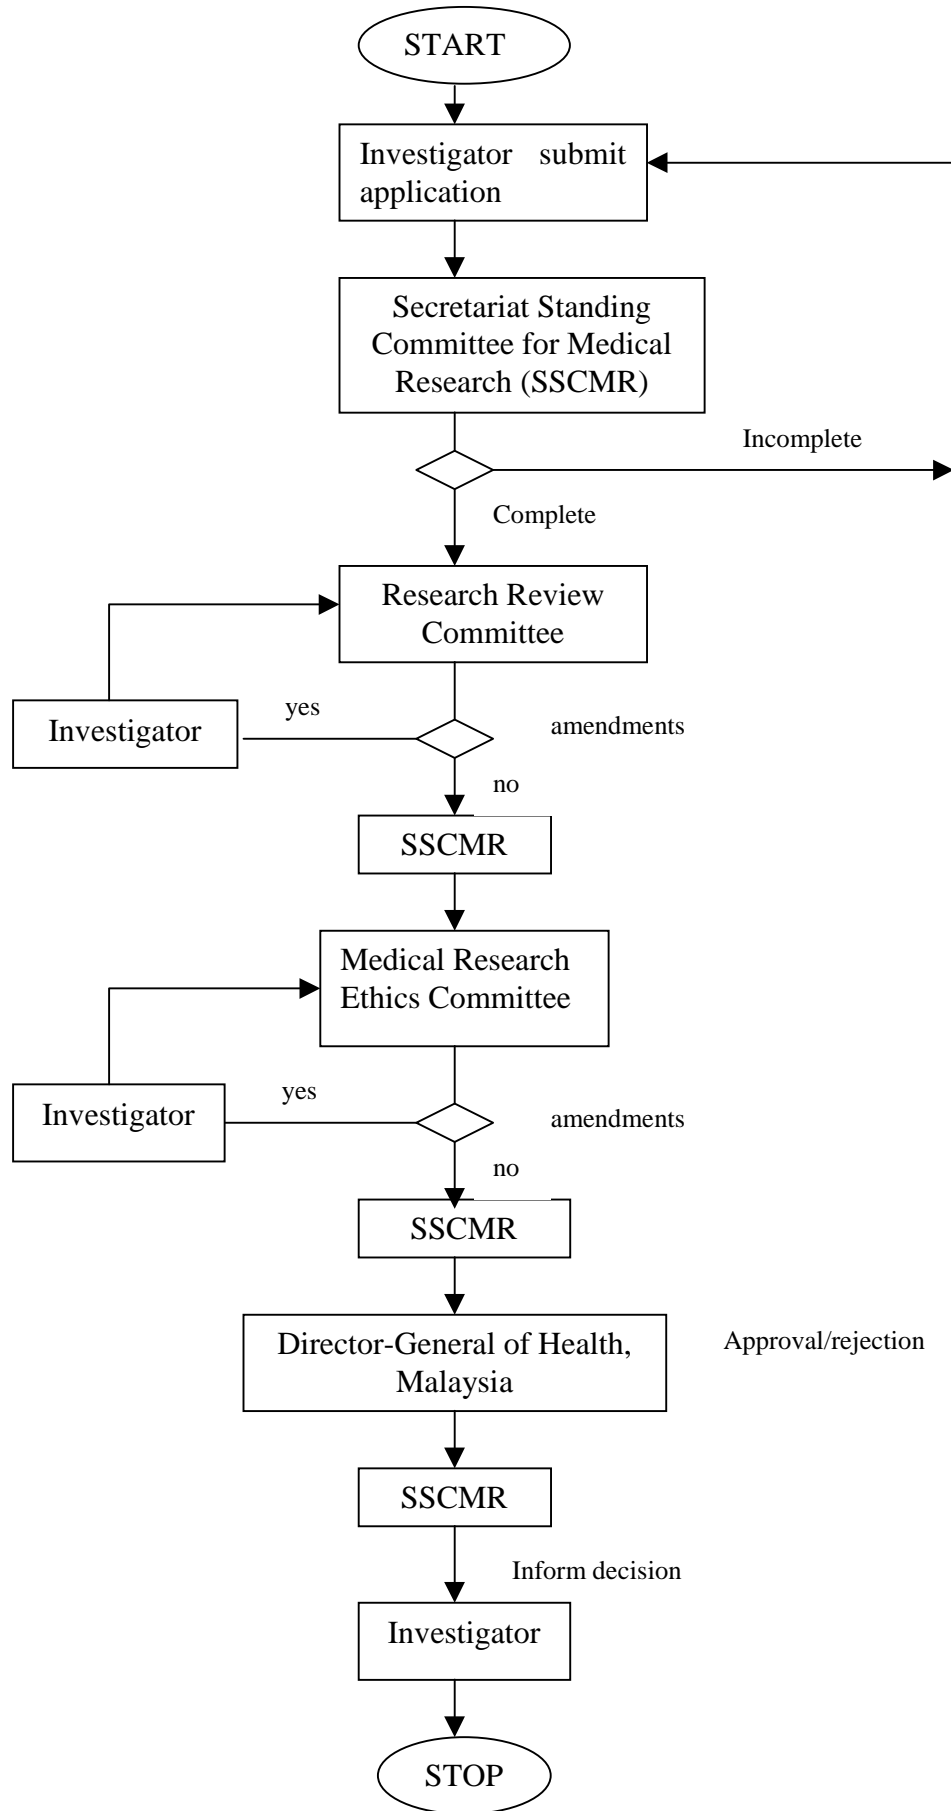 START
Investigator submit
application
Secretariat Standing
Committee for Medical
Research (SSCMR)
Incomplete
Complete
Research Review
Committee
Investigator
yes
amendments
no
SSCMR
Medical Research
Ethics Committee
Investigator
yes
amendments
no
SSCMR
Director-General of Health,
Malaysia
Approval/rejection
SSCMR
Inform decision
Investigator
STOP